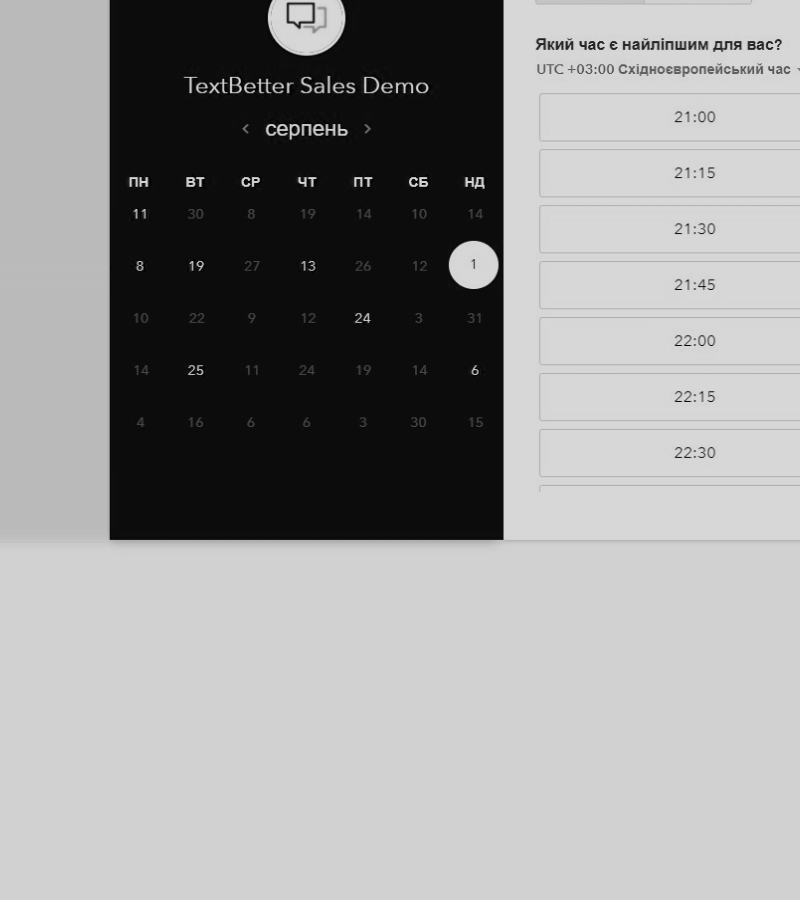 TextBetter Sales Demo
серпень
ПН ВТ СР ЧТ ПТ СБ НД
11 30 8 19 14 10 14
8 19 27 13 26 12 1
10 22 9 12 24 3 31
14 25 11 24 19 14 6
4 16 6 6 3 30 15
Який час є найліпшим для вас?
UTC +03:00 Східноєвропейський час
21:00
21:15
21:30
21:45
22:00
22:15
22:30